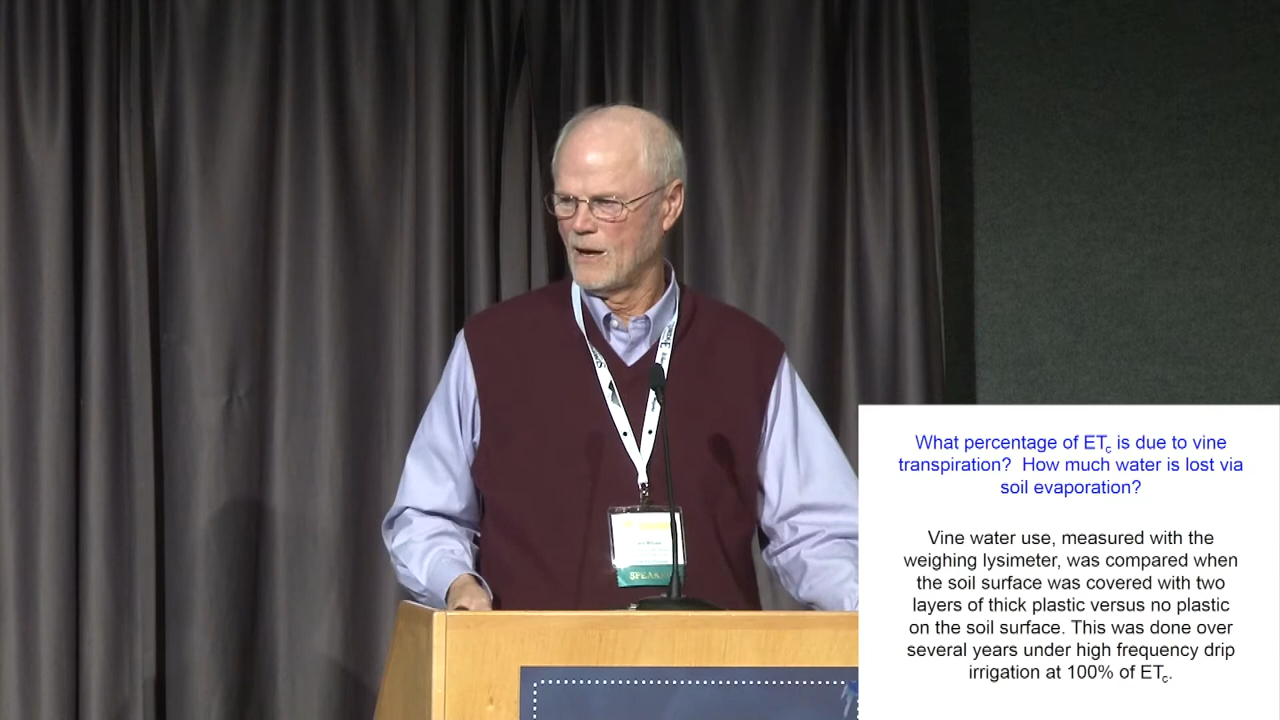 What percentage of ETc is due to vine
transpiration?  How much water is lost via
soil evaporation?
Vine water use, measured with the
weighing lysimeter, was compared when
the soil surface was covered with two
layers of thick plastic versus no plastic
on the soil surface. This was done over
several years under high frequency drip
irrigation at 100% of ETc.